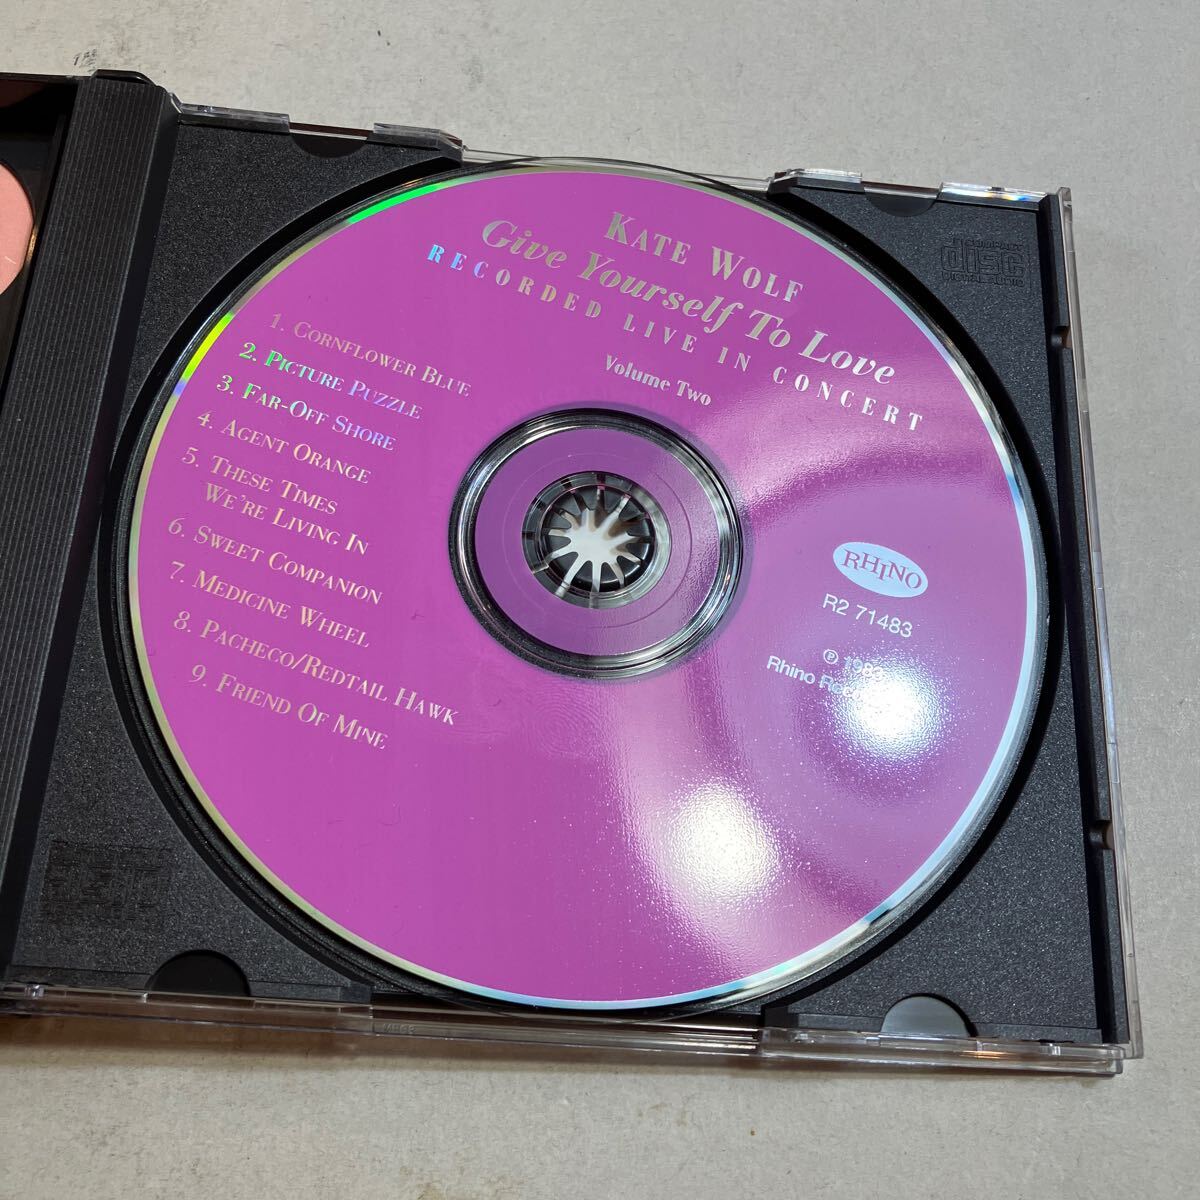 KATE WOLF
Give Yourself To Love
RECORDED LIVE IN CONCERT
Volume Two
1. CORNFLOWER BLUE
2. PICTURE PUZZLE
3. FAR-OFF SHORE
4. AGENT ORANGE
5. THESE TIMES
WE'RE LIVING IN
6. SWEET COMPANION
7. MEDICINE WHEEL
8. PACHECO/REDTAIL HAWK
9. FRIEND OF MINE
RHINO
R2 71483
℗ 1983
Rhino
COMPACT
disc
DIGITAL AUDIO